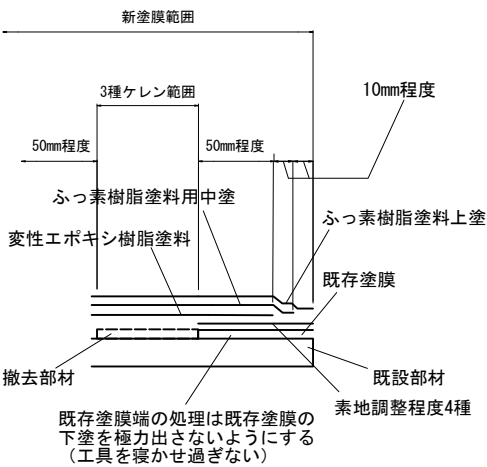 新塗膜範囲
3種ケレン範囲
10mm程度
50mm程度
50mm程度
ふっ素樹脂塗料用中塗
ふっ素樹脂塗料上塗
変性エポキシ樹脂塗料
既存塗膜
撤去部材
既設部材
素地調整程度4種
既存塗膜端の処理は既存塗膜の
下塗を極力出さないようにする
（工具を寝かせ過ぎない）